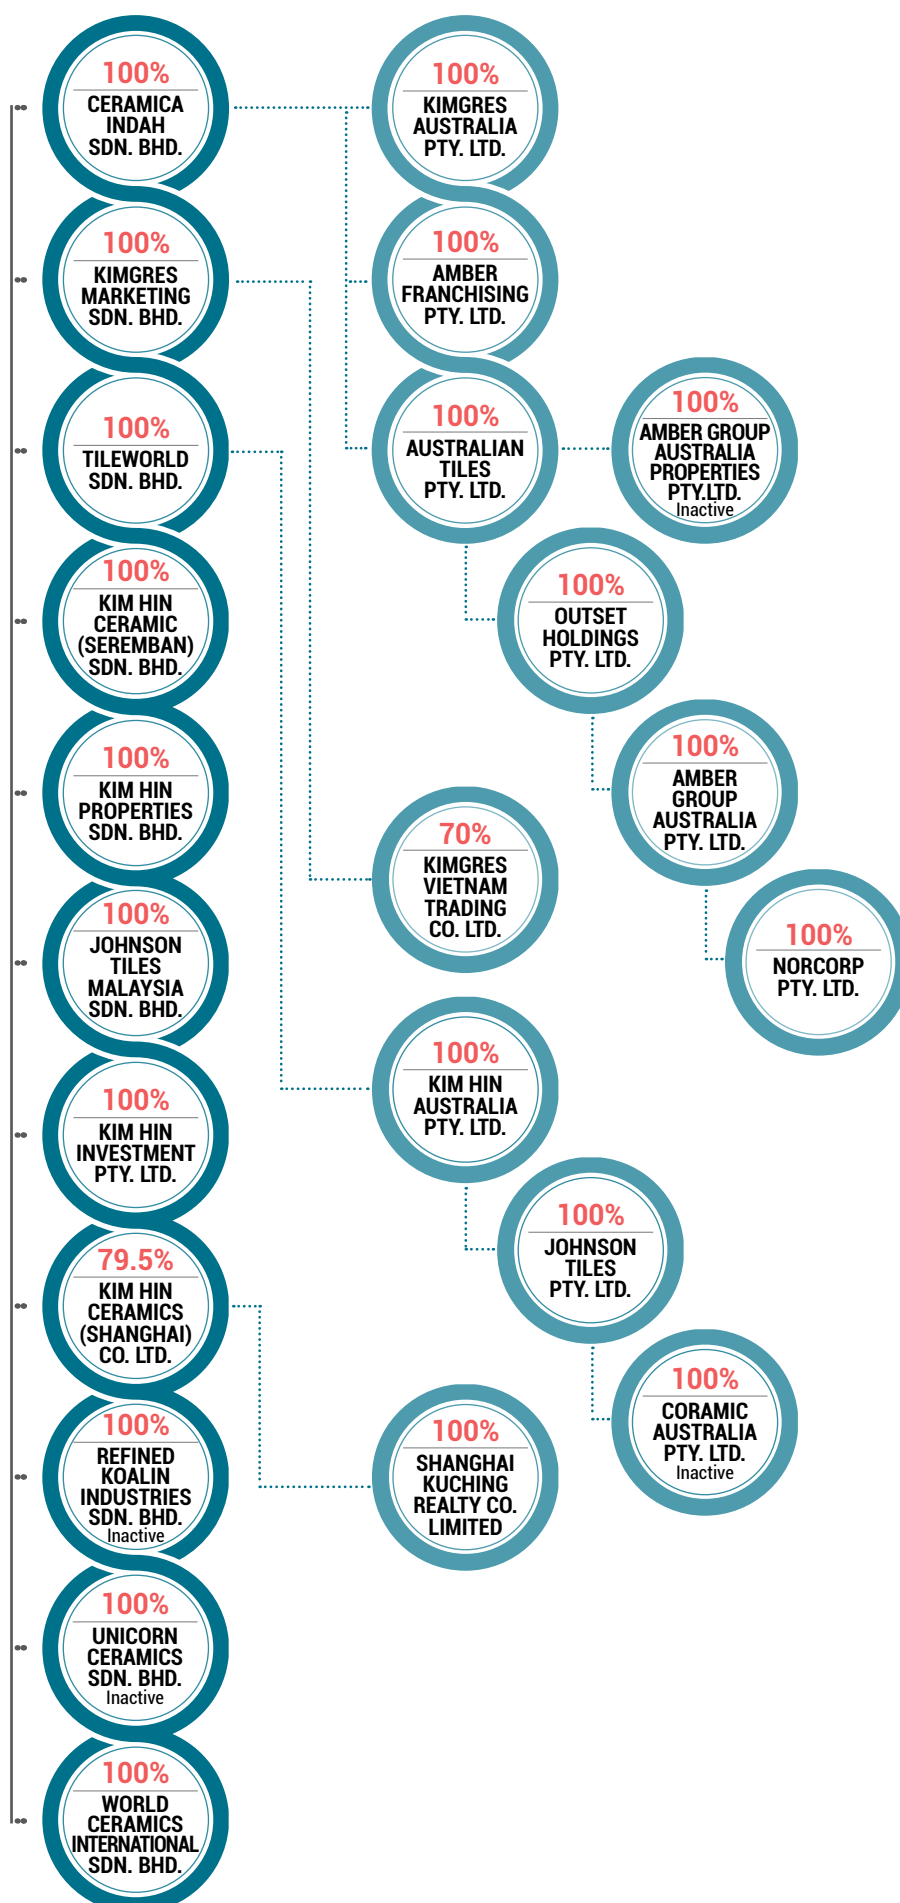 100%
CERAMICA
INDAH
SDN. BHD.
100%
KIMGRES
AUSTRALIA
PTY. LTD.
100%
KIMGRES
MARKETING
SDN. BHD.
100%
AMBER
FRANCHISING
PTY. LTD.
100%
TILEWORLD
SDN. BHD.
100%
AUSTRALIAN
TILES
PTY. LTD.
100%
AMBER GROUP
AUSTRALIA
PROPERTIES
PTY.LTD.
Inactive
100%
KIM HIN
CERAMIC
(SEREMBAN)
SDN. BHD.
100%
OUTSET
HOLDINGS
PTY. LTD.
100%
KIM HIN
PROPERTIES
SDN. BHD.
100%
AMBER
GROUP
AUSTRALIA
PTY. LTD.
70%
KIMGRES
VIETNAM
TRADING
CO. LTD.
100%
JOHNSON
TILES
MALAYSIA
SDN. BHD.
100%
NORCORP
PTY. LTD.
100%
KIM HIN
INVESTMENT
PTY. LTD.
100%
KIM HIN
AUSTRALIA
PTY. LTD.
100%
JOHNSON
TILES
PTY. LTD.
79.5%
KIM HIN
CERAMICS
(SHANGHAI)
CO. LTD.
100%
CORAMIC
AUSTRALIA
PTY. LTD.
Inactive
100%
REFINED
KOALIN
INDUSTRIES
SDN. BHD.
Inactive
100%
SHANGHAI
KUCHING
REALTY CO.
LIMITED
100%
UNICORN
CERAMICS
SDN. BHD.
Inactive
100%
WORLD
CERAMICS
INTERNATIONAL
SDN. BHD.